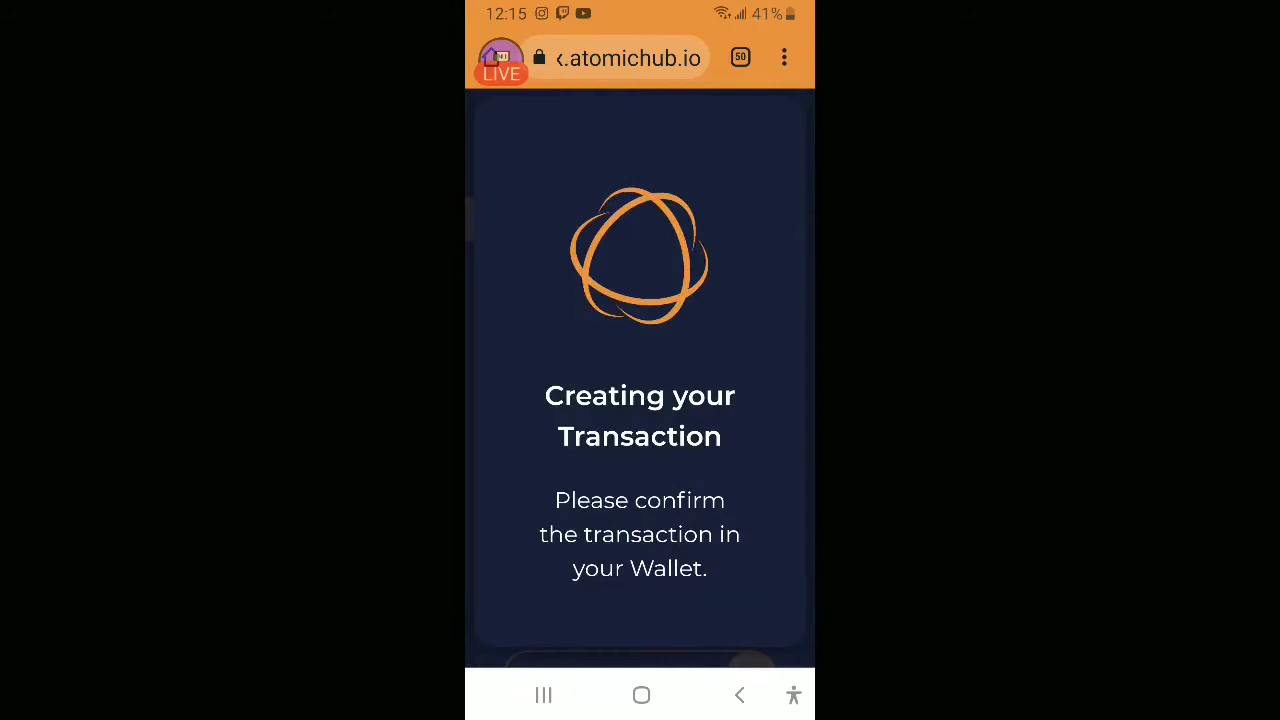 12:15 41%
LIVE
x.atomichub.io 50
Creating your
Transaction
Please confirm
the transaction in
your Wallet.